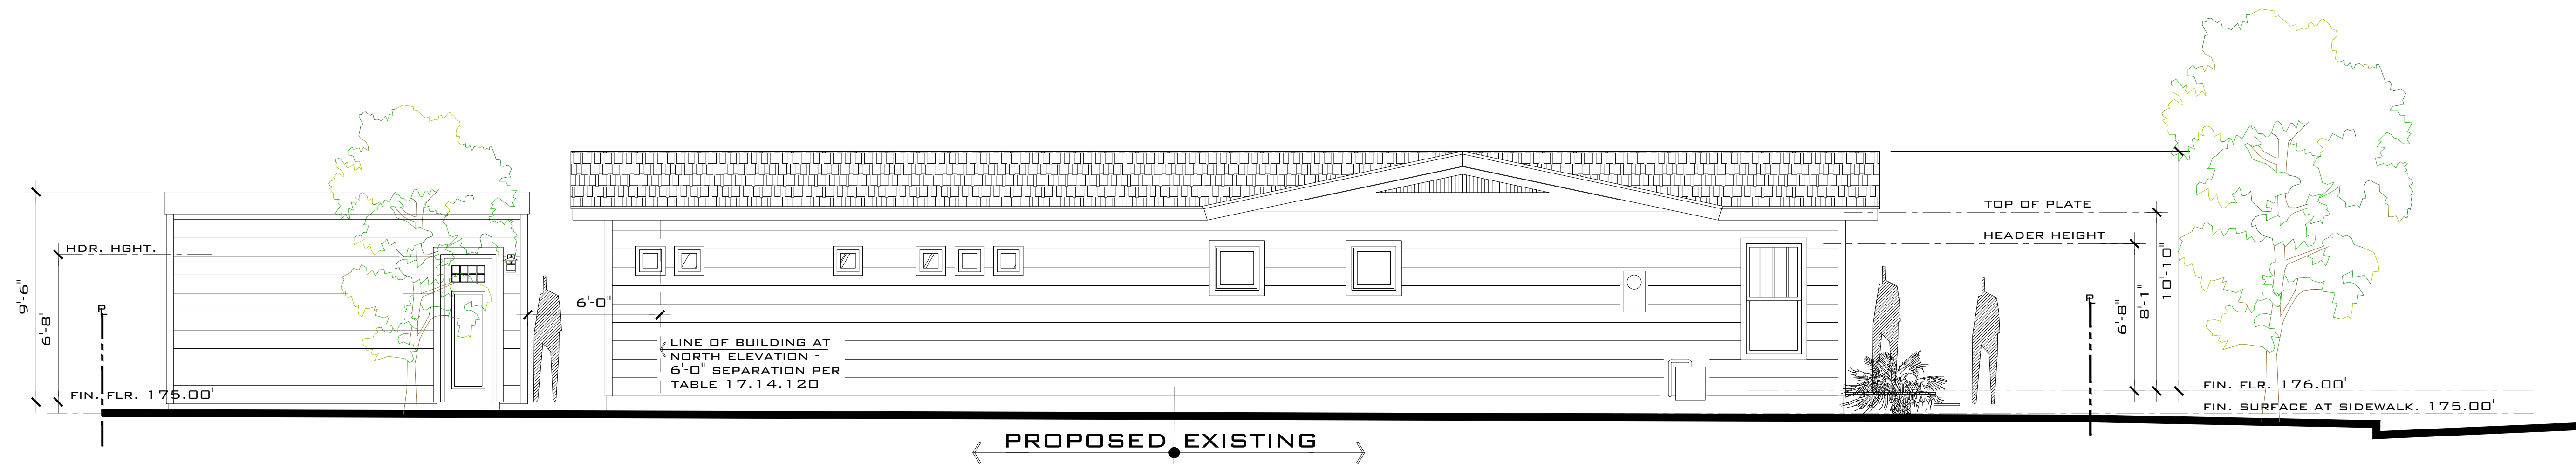 HDR. HGHT.
9'-6"
6'-8"
FIN. FLR. 175.00'
PL
6'-0"
LINE OF BUILDING AT
NORTH ELEVATION -
6'-0" SEPARATION PER
TABLE 17.14.120
PROPOSED EXISTING
TOP OF PLATE
HEADER HEIGHT
PL
6'-8"
8'-1"
10'-10"
FIN. FLR. 176.00'
FIN. SURFACE AT SIDEWALK. 175.00'